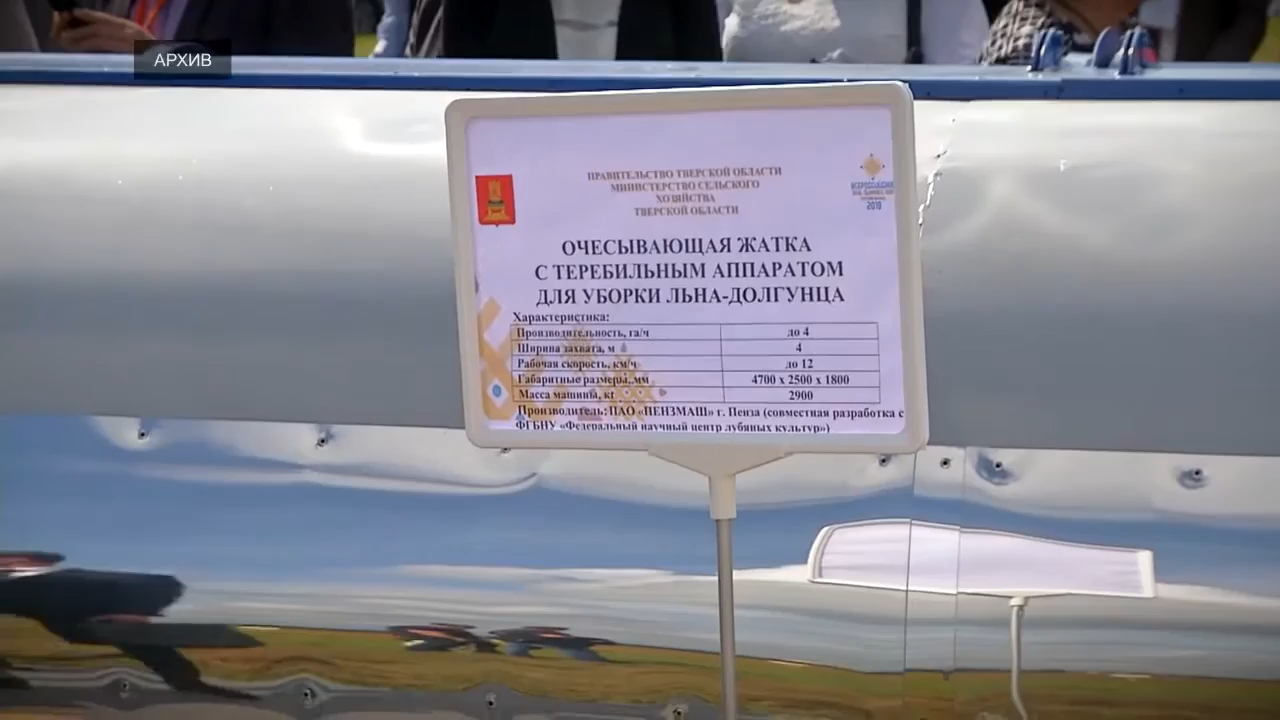 АРХИВ
ПРАВИТЕЛЬСТВО ТВЕРСКОЙ ОБЛАСТИ
МИНИСТЕРСТВО СЕЛЬСКОГО
ХОЗЯЙСТВА
ТВЕРСКОЙ ОБЛАСТИ
2019
ОЧЕСЫВАЮЩАЯ ЖАТКА
С ТЕРЕБИЛЬНЫМ АППАРАТОМ
ДЛЯ УБОРКИ ЛЬНА-ДОЛГУНЦА
Характеристика:
Производительность, га/ч до 4
Ширина захвата, м 4
Рабочая скорость, км/ч до 12
Габаритные размеры, мм 4700 x 2500 x 1800
Масса машины, кг 2900
Производитель: ПАО «ПЕНЗМАШ» г. Пенза (совместная разработка с
ФГБНУ «Федеральный научный центр лубяных культур»)